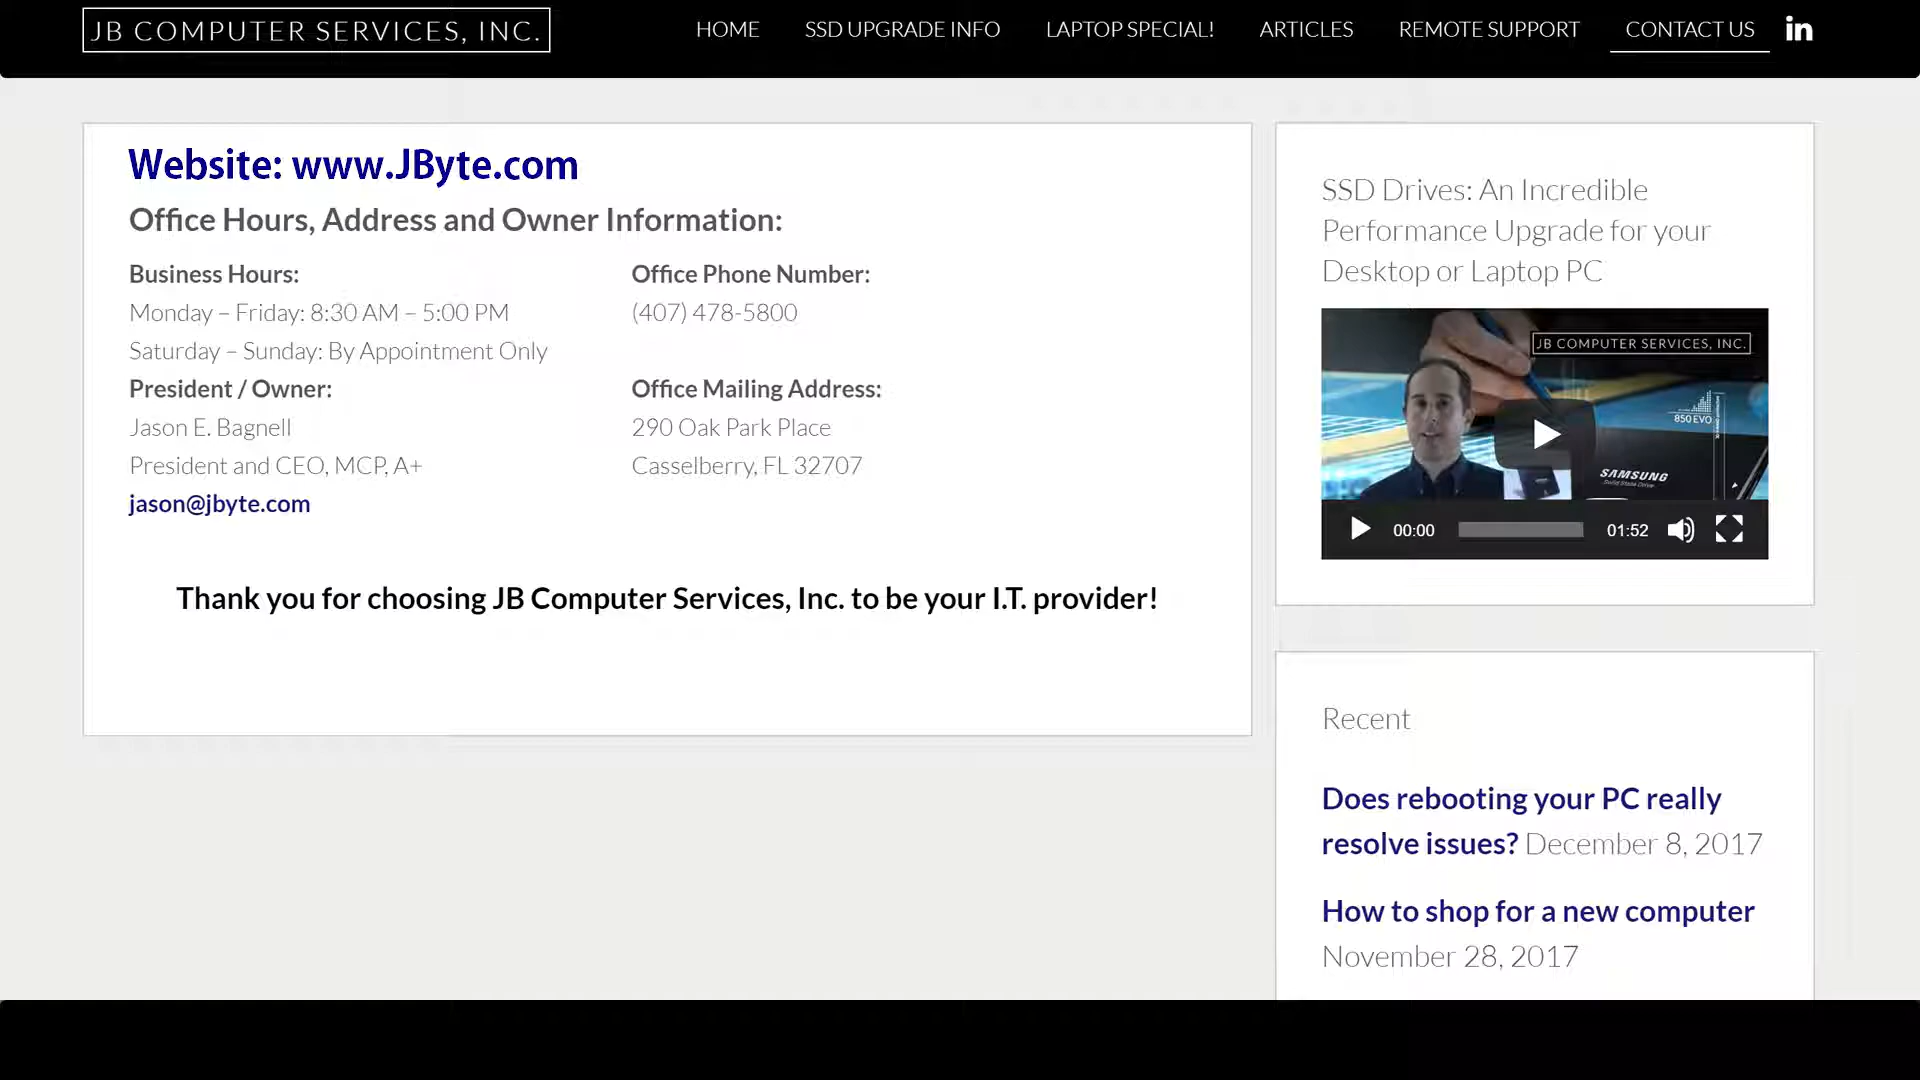 JB COMPUTER SERVICES, INC.
HOME SSD UPGRADE INFO LAPTOP SPECIAL! ARTICLES REMOTE SUPPORT CONTACT US in
Website: www.JByte.com
Office Hours, Address and Owner Information:
Business Hours:
Monday – Friday: 8:30 AM – 5:00 PM
Saturday – Sunday: By Appointment Only
President / Owner:
Jason E. Bagnell
President and CEO, MCP, A+
jason@jbyte.com
Office Phone Number:
(407) 478-5800
Office Mailing Address:
290 Oak Park Place
Casselberry, FL 32707
Thank you for choosing JB Computer Services, Inc. to be your I.T. provider!
SSD Drives: An Incredible
Performance Upgrade for your
Desktop or Laptop PC
JB COMPUTER SERVICES, INC.
850 EVO
SAMSUNG
Solid State Drive
00:00 01:52
Recent
Does rebooting your PC really
resolve issues? December 8, 2017
How to shop for a new computer
November 28, 2017